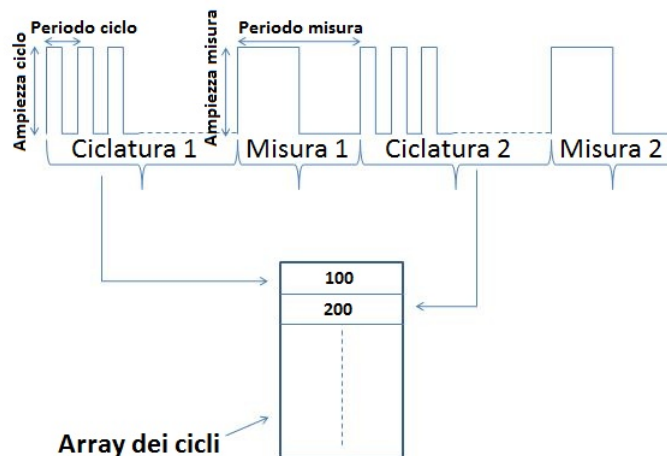 Periodo ciclo
Periodo misura
Ampiezza ciclo
Ampiezza misura
Ciclatura 1
Misura 1
Ciclatura 2
Misura 2
100
200
Array dei cicli